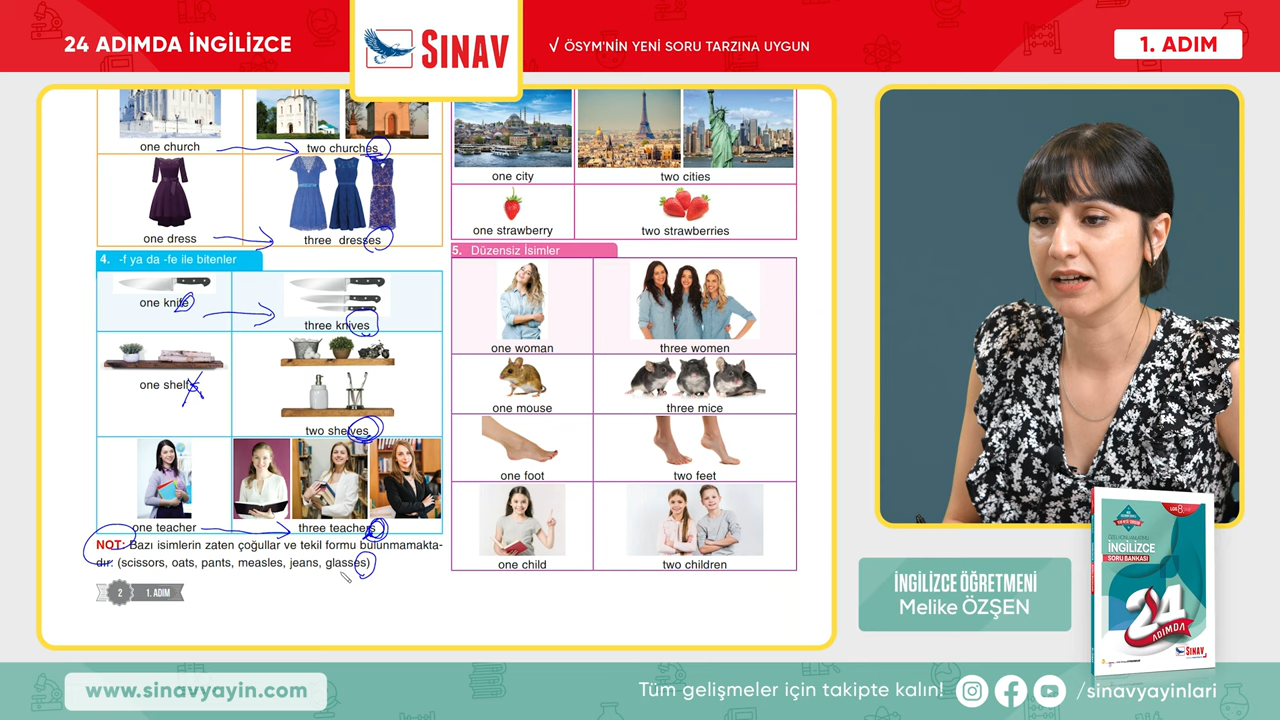 24 ADIMDA İNGİLİZCE
SINAV
√ ÖSYM'NİN YENİ SORU TARZINA UYGUN
1. ADIM
one church
two churches
one dress
three dresses
4. -f ya da -fe ile bitenler
one knife
three knives
one shelf
two shelves
one teacher
three teachers
NOT: Bazı isimlerin zaten çoğullar ve tekil formu bulunmamakta-
dır. (scissors, oats, pants, measles, jeans, glasses)
2 1. ADIM
one city
two cities
one strawberry
two strawberries
5. Düzensiz İsimler
one woman
three women
one mouse
three mice
one foot
two feet
one child
two children
İNGİLİZCE ÖĞRETMENİ
Melike ÖZŞEN
İNGİLİZCE
SORU BANKASI
24
ADIMDA
SINAV
www.sinavyayin.com
Tüm gelişmeler için takipte kalın!
/sinavyayinlari